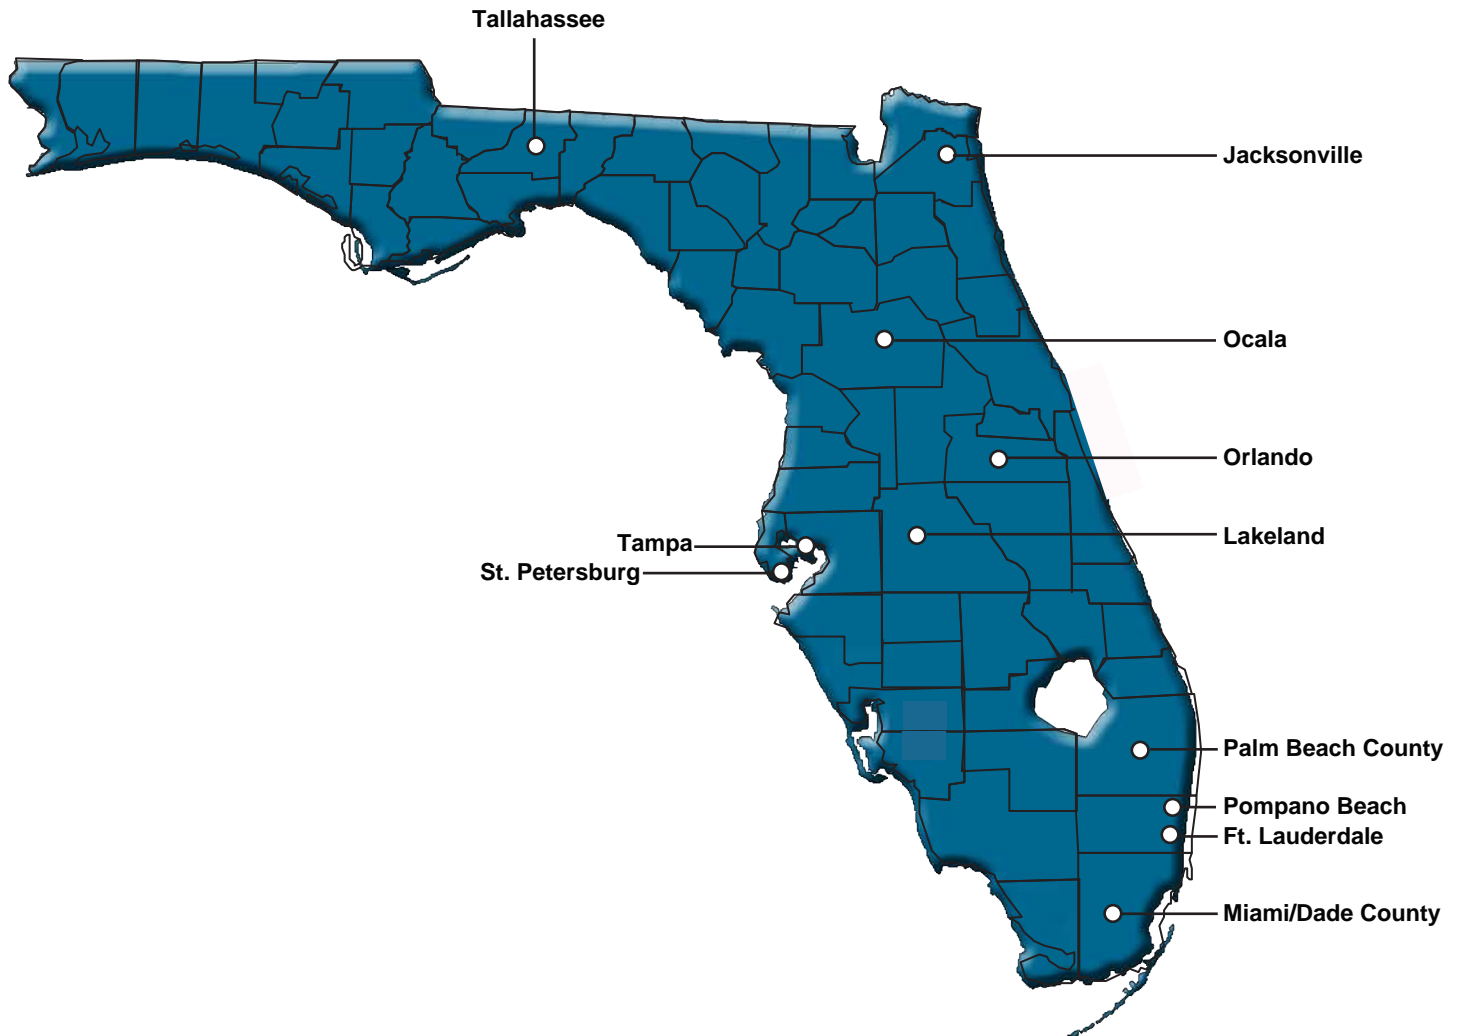 Tallahassee
Jacksonville
Ocala
Orlando
Lakeland
Tampa
St. Petersburg
Palm Beach County
Pompano Beach
Ft. Lauderdale
Miami/Dade County